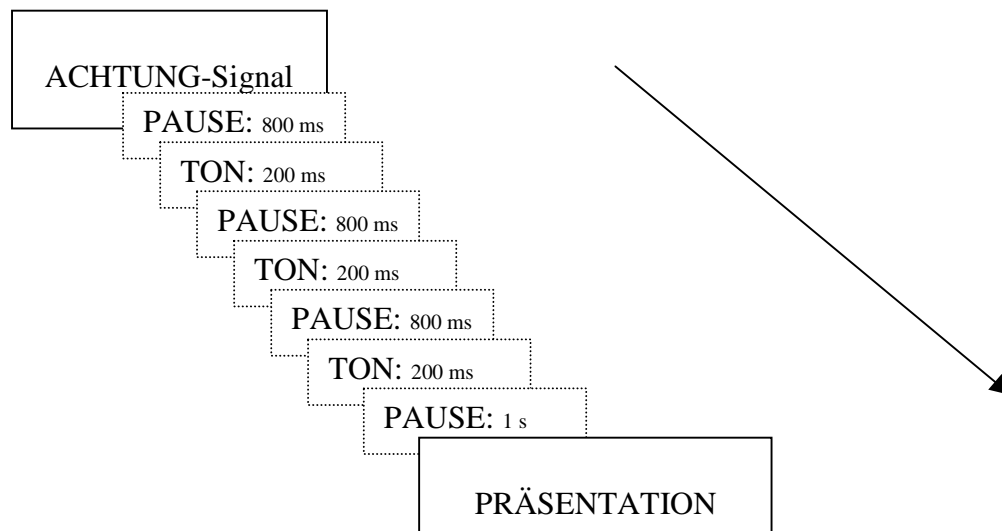 ACHTUNG-Signal
PAUSE: 800 ms
TON: 200 ms
PAUSE: 800 ms
TON: 200 ms
PAUSE: 800 ms
TON: 200 ms
PAUSE: 1 s
PRÄSENTATION